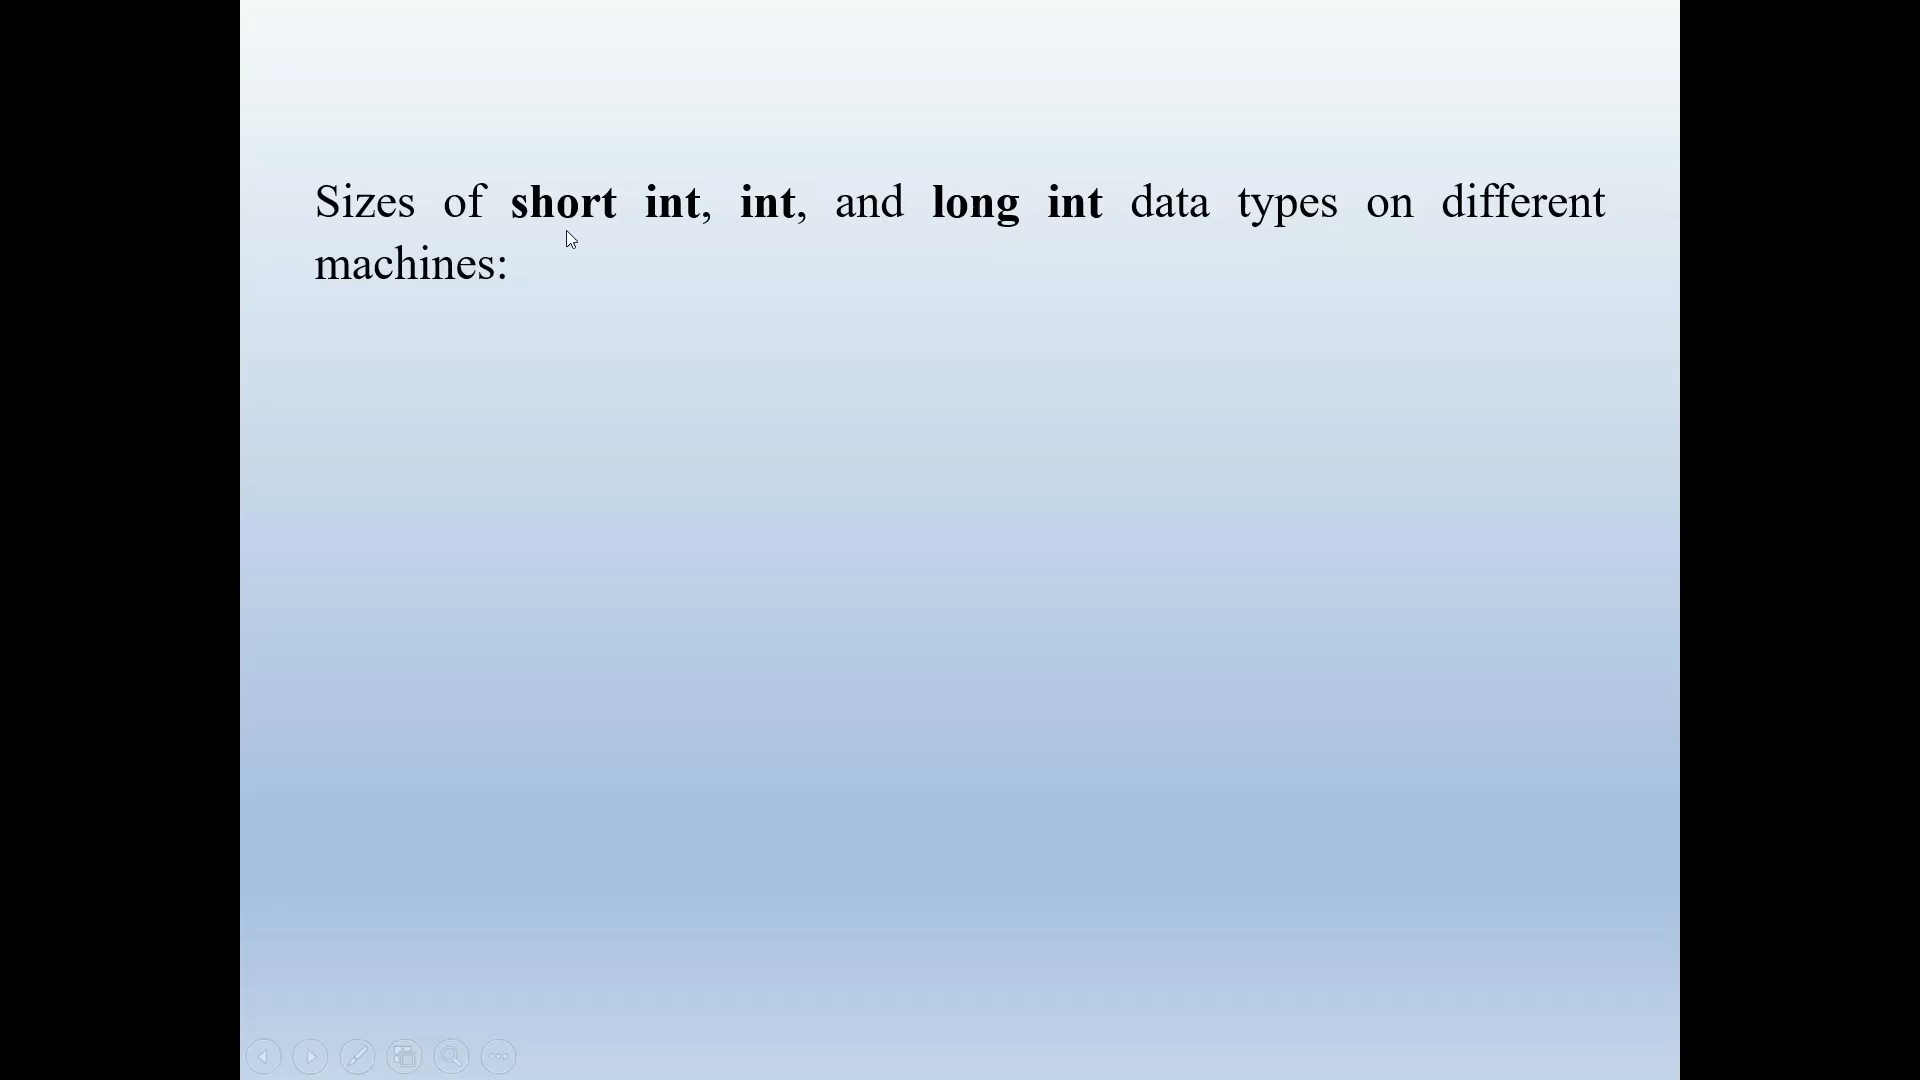 Sizes of short int, int, and long int data types on different
machines: